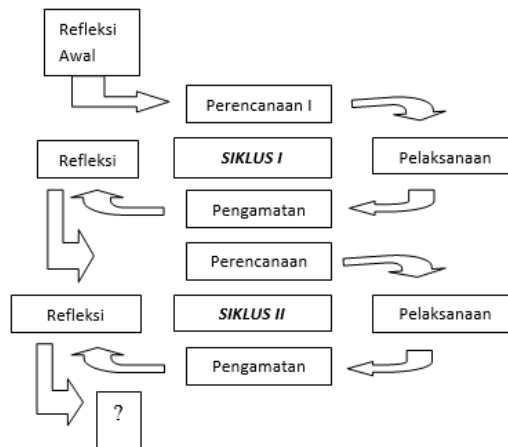 Refleksi
Awal
Perencanaan I
Refleksi
SIKLUS I
Pelaksanaan
Pengamatan
Perencanaan
Refleksi
SIKLUS II
Pelaksanaan
Pengamatan
?